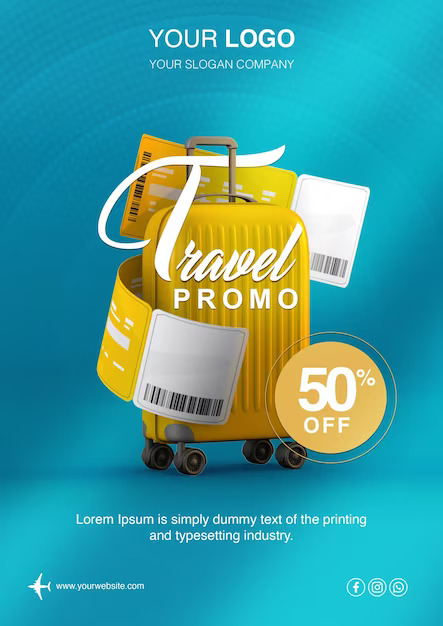 YOUR LOGO
YOUR SLOGAN COMPANY
Travel
PROMO
50%
OFF
Lorem Ipsum is simply dummy text of the printing
and typesetting industry.
www.yourwebsite.com